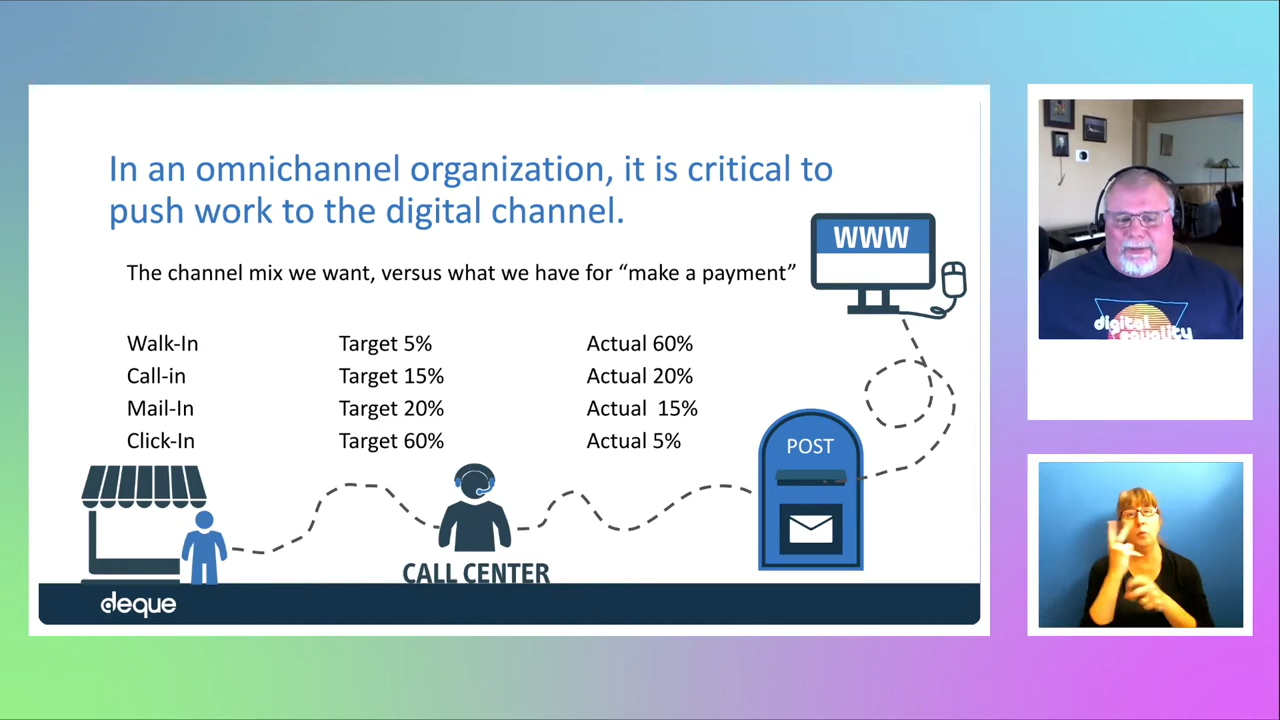 In an omnichannel organization, it is critical to
push work to the digital channel.
The channel mix we want, versus what we have for “make a payment”
WWW
Walk-In Target 5% Actual 60%
Call-in Target 15% Actual 20%
Mail-In Target 20% Actual 15%
Click-In Target 60% Actual 5%
POST
CALL CENTER
deque
digital
equality